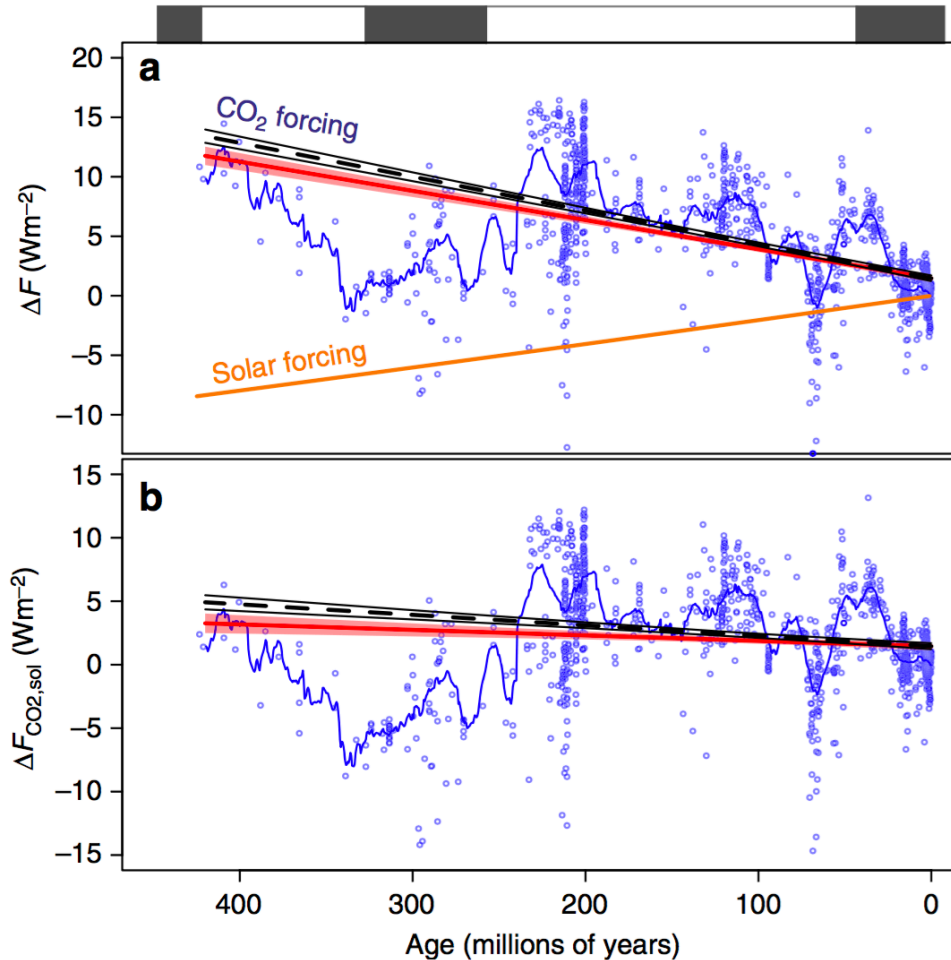 a
20
15
10
5
0
−5
−10
ΔF (Wm−2)
CO2 forcing
Solar forcing
b
15
10
5
0
−5
−10
−15
ΔFCO2,sol (Wm−2)
400 300 200 100 0
Age (millions of years)